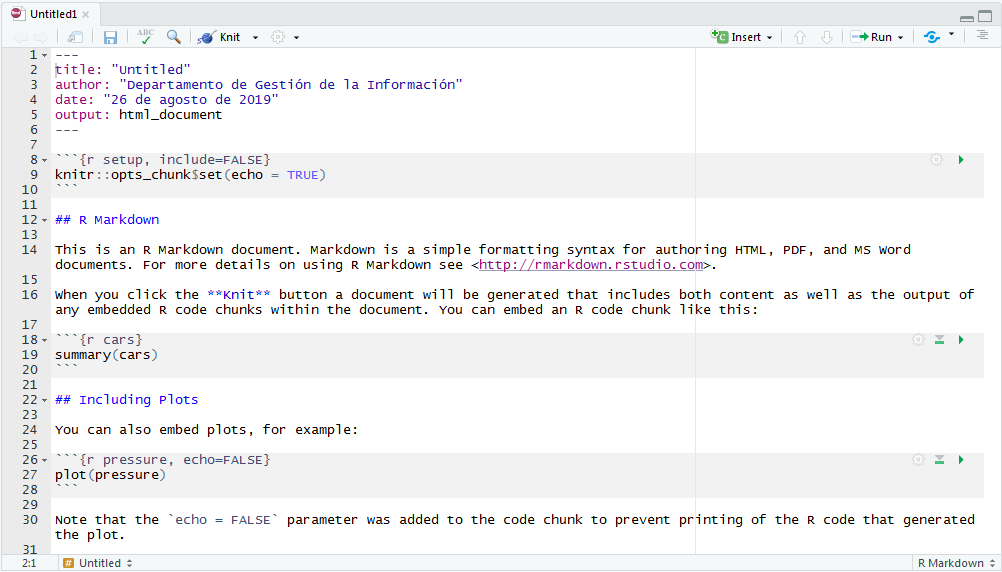 Untitled1
ABC Knit Insert Run
1 ---
2 title: "Untitled"
3 author: "Departamento de Gestión de la Información"
4 date: "26 de agosto de 2019"
5 output: html_document
6 ---
7
8 ```{r setup, include=FALSE}
9 knitr::opts_chunk$set(echo = TRUE)
10 ```
11
12 ## R Markdown
13
14 This is an R Markdown document. Markdown is a simple formatting syntax for authoring HTML, PDF, and MS Word
documents. For more details on using R Markdown see <http://rmarkdown.rstudio.com>.
15
16 When you click the **Knit** button a document will be generated that includes both content as well as the output of
any embedded R code chunks within the document. You can embed an R code chunk like this:
17
18 ```{r cars}
19 summary(cars)
20 ```
21
22 ## Including Plots
23
24 You can also embed plots, for example:
25
26 ```{r pressure, echo=FALSE}
27 plot(pressure)
28 ```
29
30 Note that the `echo = FALSE` parameter was added to the code chunk to prevent printing of the R code that generated
the plot.
31
2:1 # Untitled R Markdown